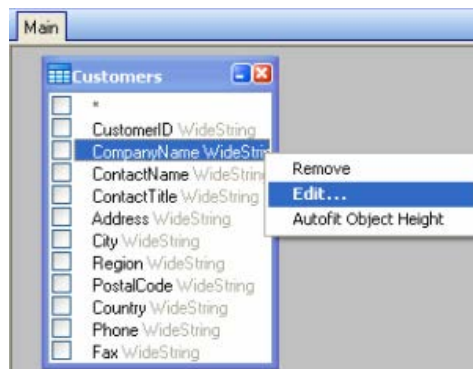 Main
Customers
*
CustomerID WideString
CompanyName WideStrin
ContactName WideString
ContactTitle WideString
Address WideString
City WideString
Region WideString
PostalCode WideString
Country WideString
Phone WideString
Fax WideString
Remove
Edit...
Autofit Object Height